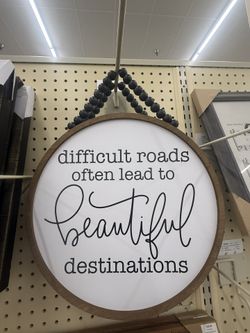 difficult roads
often lead to
beautiful
destinations